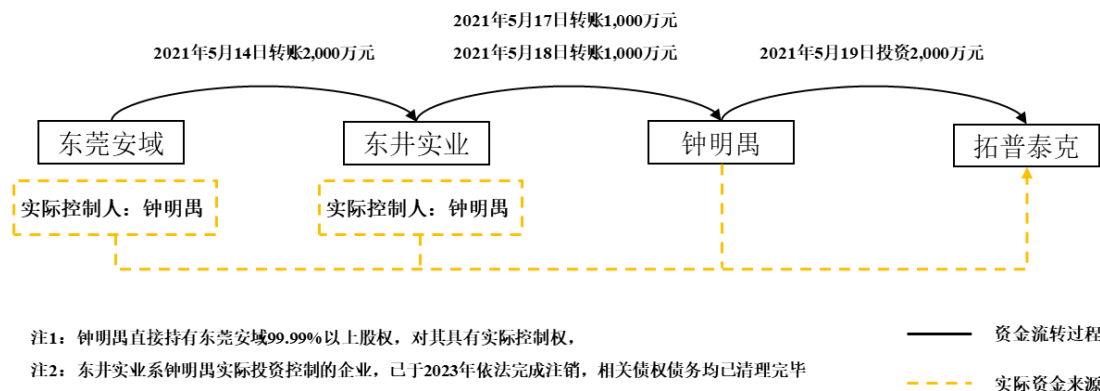 2021年5月17日转账1,000万元
2021年5月14日转账2,000万元
2021年5月18日转账1,000万元
2021年5月19日投资2,000万元
东莞安域
东井实业
钟明禺
拓普泰克
实际控制人：钟明禺
实际控制人：钟明禺
注1：钟明禺直接持有东莞安域99.99%以上股权，对其具有实际控制权，
资金流转过程
注2：东井实业系钟明禺实际投资控制的企业，已于2023年依法完成注销，相关债权债务均已清理完毕
实际资金来源